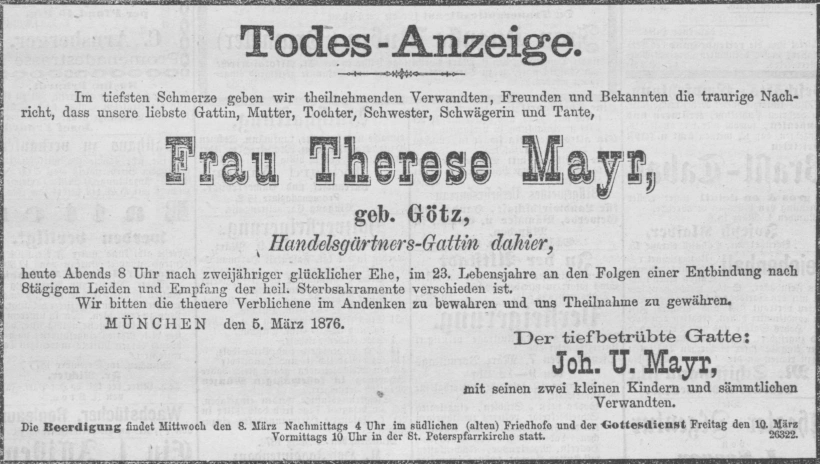 Todes-Anzeige.
Im tiefsten Schmerze geben wir theilnehmenden Verwandten, Freunden und Bekannten die traurige Nach-
richt, dass unsere liebste Gattin, Mutter, Tochter, Schwester, Schwägerin und Tante,
Frau Therese Mayr,
geb. Götz,
Handelsgärtners-Gattin dahier,
heute Abends 8 Uhr nach zweijähriger glücklicher Ehe, im 23. Lebensjahre an den Folgen einer Entbindung nach
8tägigem Leiden und Empfang der heil. Sterbsakramente verschieden ist.
Wir bitten die theuere Verblichene im Andenken zu bewahren und uns Theilnahme zu gewähren.
MÜNCHEN den 5. März 1876.
Der tiefbetrübte Gatte:
Joh. U. Mayr,
mit seinen zwei kleinen Kindern und sämmtlichen
Verwandten.
Die Beerdigung findet Mittwoch den 8. März Nachmittags 4 Uhr im südlichen (alten) Friedhofe und der Gottesdienst Freitag den 10. März
Vormittags 10 Uhr in der St. Peterspfarrkirche statt. 26322.